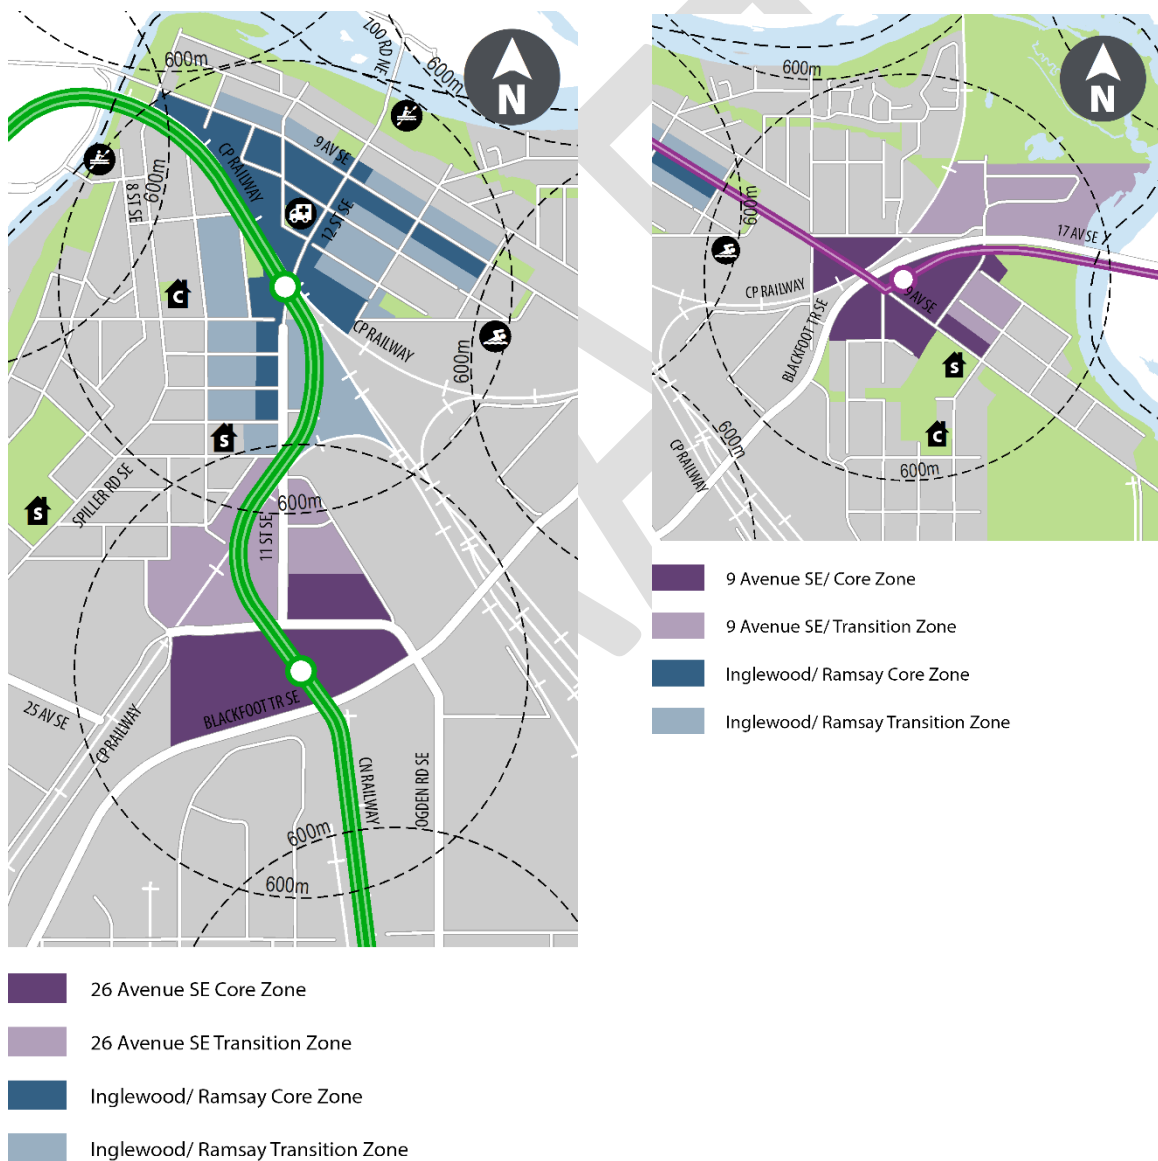 600m
ZOO RD NE
600m
N
9 AV SE
CP RAILWAY
600m
8 ST SE
12 ST SE
C
CP RAILWAY
600m
S
SPILLER RD SE
S
600m
11 ST SE
25 AV SE
CP RAILWAY
BLACKFOOT TR SE
CN RAILWAY
OGDEN RD SE
600m
600m
26 Avenue SE Core Zone
26 Avenue SE Transition Zone
Inglewood/ Ramsay Core Zone
Inglewood/ Ramsay Transition Zone
600m
N
600m
17 AV SE
CP RAILWAY
9 AV SE
BLACKFOOT TR SE
S
C
600m
CP RAILWAY
600m
9 Avenue SE/ Core Zone
9 Avenue SE/ Transition Zone
Inglewood/ Ramsay Core Zone
Inglewood/ Ramsay Transition Zone